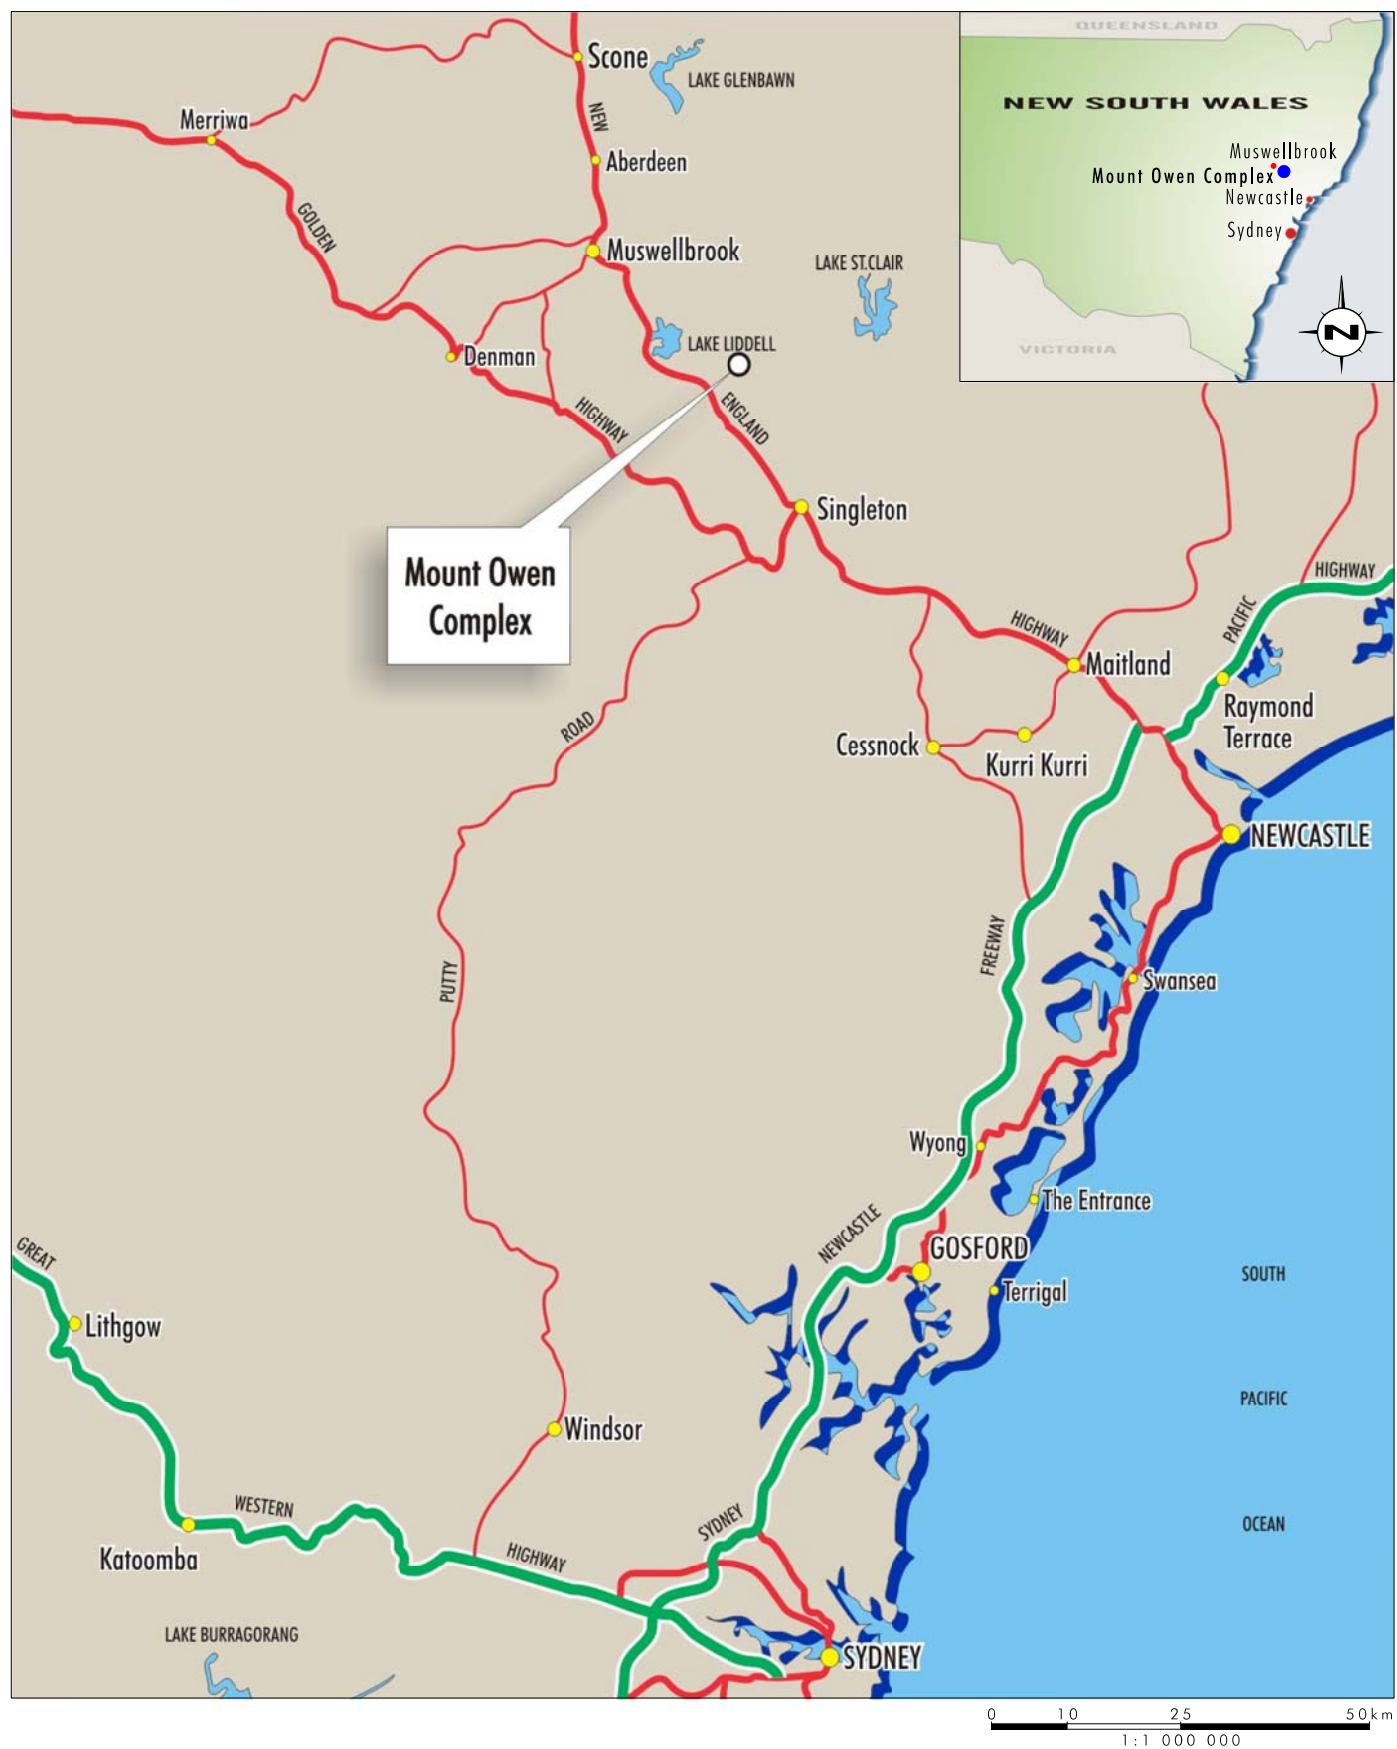 QUEENSLAND
NEW SOUTH WALES
Muswellbrook
Mount Owen Complex
Newcastle
Sydney
VICTORIA
N
Scone
LAKE GLENBAWN
NEW
Merriwa
Aberdeen
GOLDEN
Muswellbrook
LAKE ST.CLAIR
LAKE LIDDELL
Denman
HIGHWAY
ENGLAND
Singleton
Mount Owen
Complex
HIGHWAY
PACIFIC
HIGHWAY
Maitland
Raymond
Terrace
ROAD
Cessnock
Kurri Kurri
NEWCASTLE
FREEWAY
PUTTY
Swansea
Wyong
The Entrance
NEWCASTLE
GREAT
GOSFORD
SOUTH
Terrigal
Lithgow
PACIFIC
Windsor
WESTERN
SYDNEY
OCEAN
Katoomba
HIGHWAY
LAKE BURRAGORANG
SYDNEY
0 10 25 50km
1:1 000 000